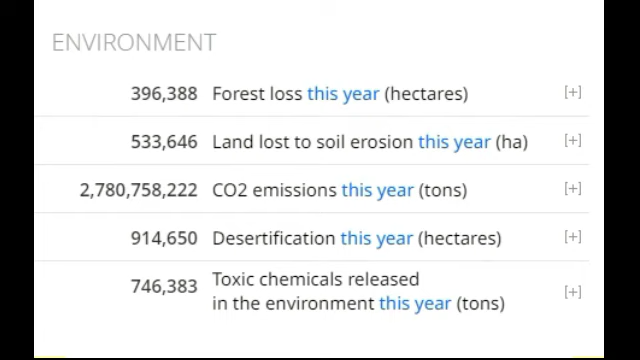 ENVIRONMENT
396,388 Forest loss this year (hectares) [+]
533,646 Land lost to soil erosion this year (ha) [+]
2,780,758,222 CO2 emissions this year (tons) [+]
914,650 Desertification this year (hectares) [+]
746,383 Toxic chemicals released
in the environment this year (tons) [+]